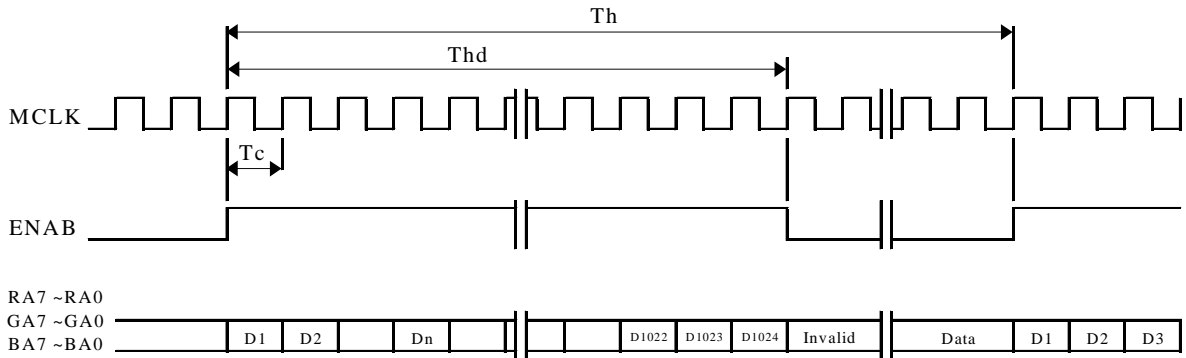 Th
Thd
MCLK
Tc
ENAB
RA7 ~RA0
GA7 ~GA0
BA7 ~BA0
D1 D2 Dn D1022 D1023 D1024 Invalid Data D1 D2 D3